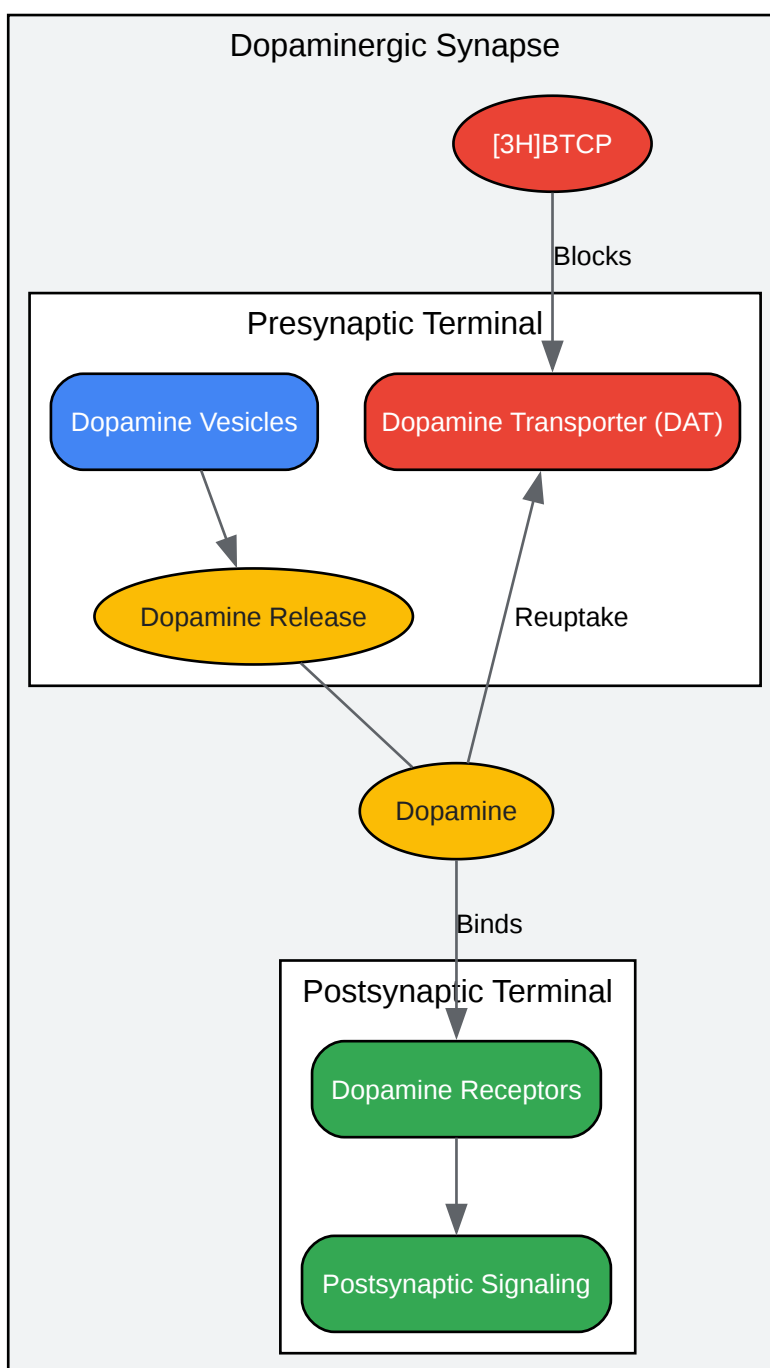 Dopaminergic Synapse
[3H]BTCP
Blocks
Presynaptic Terminal
Dopamine Vesicles
Dopamine Transporter (DAT)
Dopamine Release
Reuptake
Dopamine
Binds
Postsynaptic Terminal
Dopamine Receptors
Postsynaptic Signaling